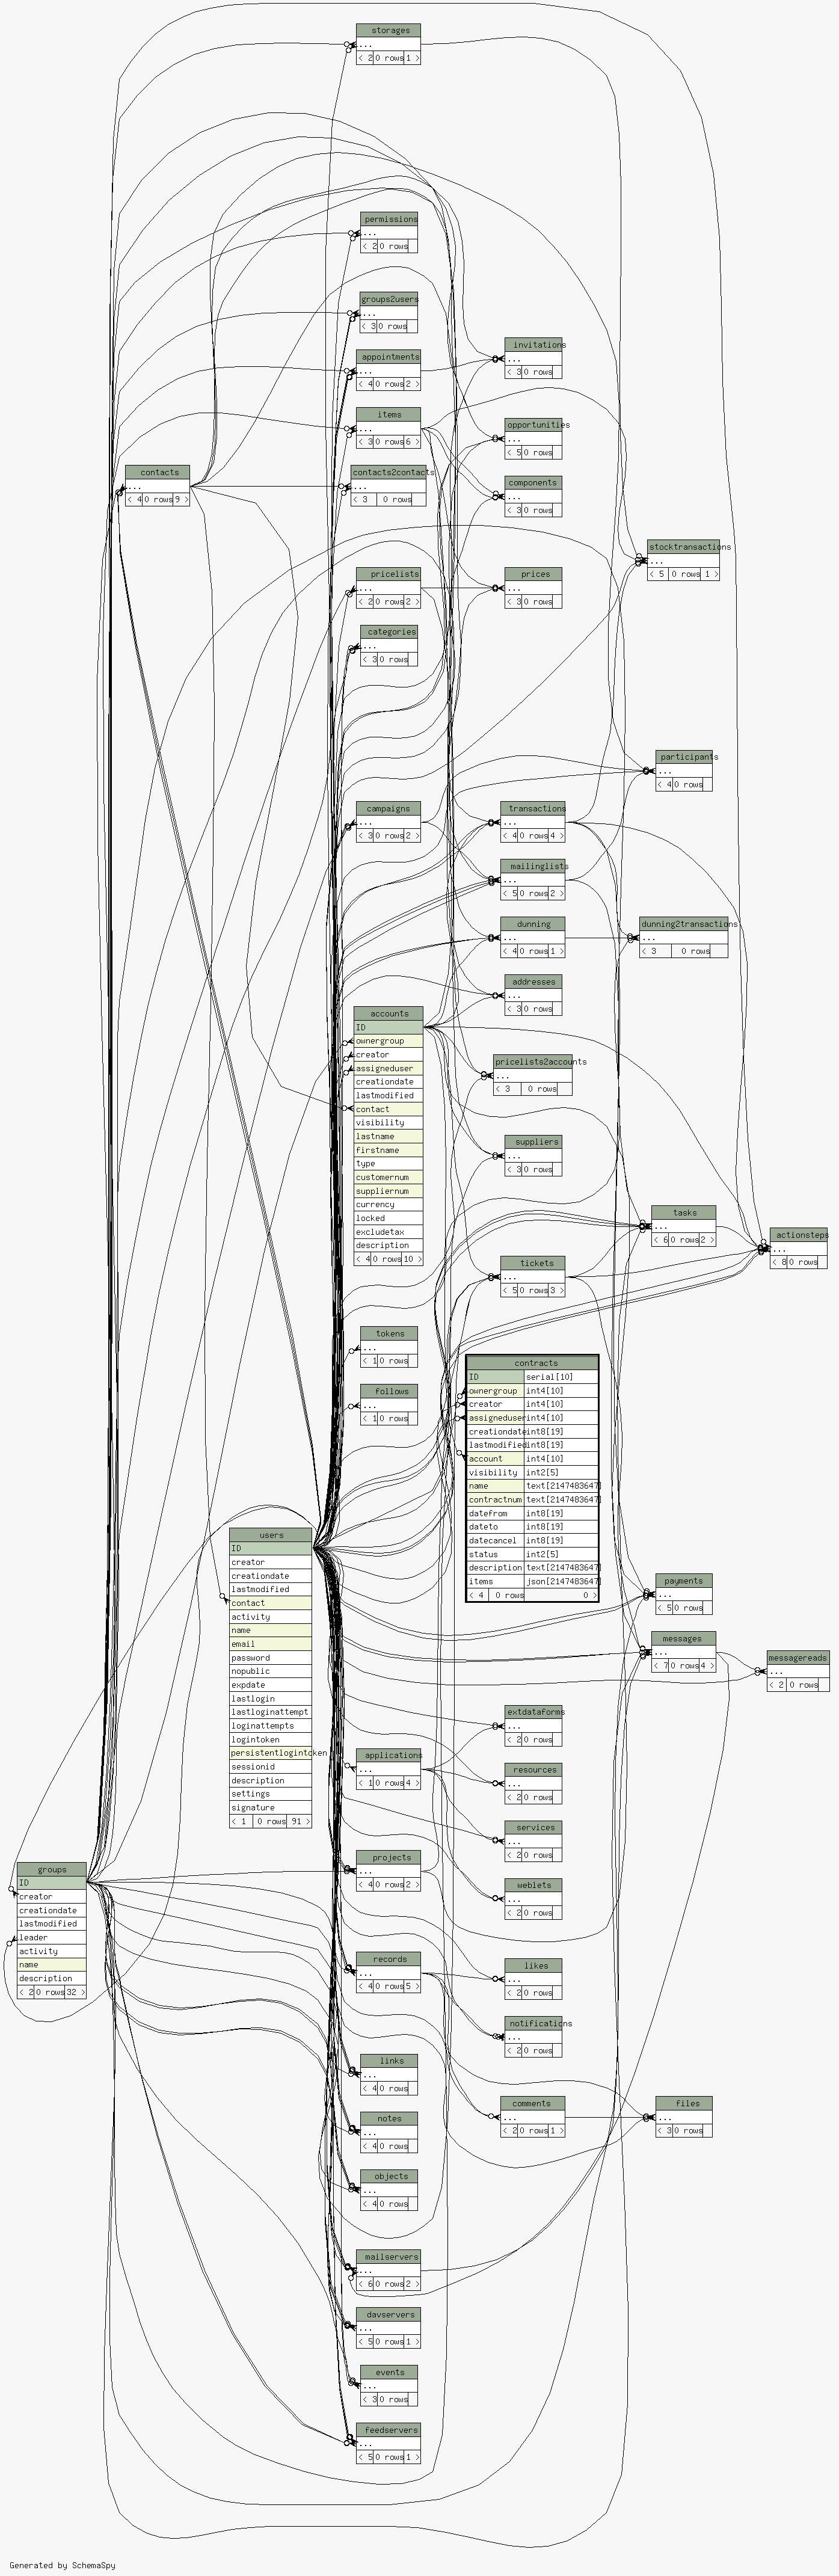 storages
...
< 2 0 rows 1 >
permissions
...
< 2 0 rows
groups2users
...
< 3 0 rows
invitations
...
< 3 0 rows
appointments
...
< 4 0 rows 2 >
items
...
< 3 0 rows 6 >
opportunities
...
< 5 0 rows
contacts
...
< 4 0 rows 9 >
contacts2contacts
...
< 3 0 rows
components
...
< 3 0 rows
stocktransactions
...
< 5 0 rows 1 >
pricelists
...
< 2 0 rows 2 >
prices
...
< 3 0 rows
categories
...
< 3 0 rows
participants
...
< 4 0 rows
campaigns
...
< 3 0 rows 2 >
transactions
...
< 4 0 rows 4 >
mailinglists
...
< 5 0 rows 2 >
dunning
...
< 4 0 rows 1 >
dunning2transactions
...
< 3 0 rows
addresses
...
< 3 0 rows
accounts
ID
ownergroup
creator
assigneduser
creationdate
lastmodified
contact
visibility
lastname
firstname
type
customernum
suppliernum
currency
locked
excludetax
description
< 4 0 rows 10 >
pricelists2accounts
...
< 3 0 rows
suppliers
...
< 3 0 rows
tasks
...
< 6 0 rows 2 >
actionsteps
...
< 8 0 rows
tickets
...
< 5 0 rows 3 >
tokens
...
< 1 0 rows
follows
...
< 1 0 rows
contracts
ID serial[10]
ownergroup int4[10]
creator int4[10]
assigneduser int4[10]
creationdate int8[19]
lastmodified int8[19]
account int4[10]
visibility int2[5]
name text[2147483647]
contractnum text[2147483647]
datefrom int8[19]
dateto int8[19]
datecancel int8[19]
status int2[5]
description text[2147483647]
items json[2147483647]
< 4 0 rows 0 >
users
ID
creator
creationdate
lastmodified
contact
activity
name
email
password
nopublic
expdate
lastlogin
lastloginattempt
loginattempts
logintoken
persistentlogintoken
sessionid
description
settings
signature
< 1 0 rows 91 >
payments
...
< 5 0 rows
messages
...
< 7 0 rows 4 >
messagereads
...
< 2 0 rows
extdataforms
...
< 2 0 rows
applications
...
< 1 0 rows 4 >
resources
...
< 2 0 rows
services
...
< 2 0 rows
projects
...
< 4 0 rows 2 >
weblets
...
< 2 0 rows
groups
ID
creator
creationdate
lastmodified
leader
activity
name
description
< 2 0 rows 32 >
records
...
< 4 0 rows 5 >
likes
...
< 2 0 rows
notifications
...
< 2 0 rows
links
...
< 4 0 rows
comments
...
< 2 0 rows 1 >
files
...
< 3 0 rows
notes
...
< 4 0 rows
objects
...
< 4 0 rows
mailservers
...
< 6 0 rows 2 >
davservers
...
< 5 0 rows 1 >
events
...
< 3 0 rows
feedservers
...
< 5 0 rows 1 >
Generated by SchemaSpy